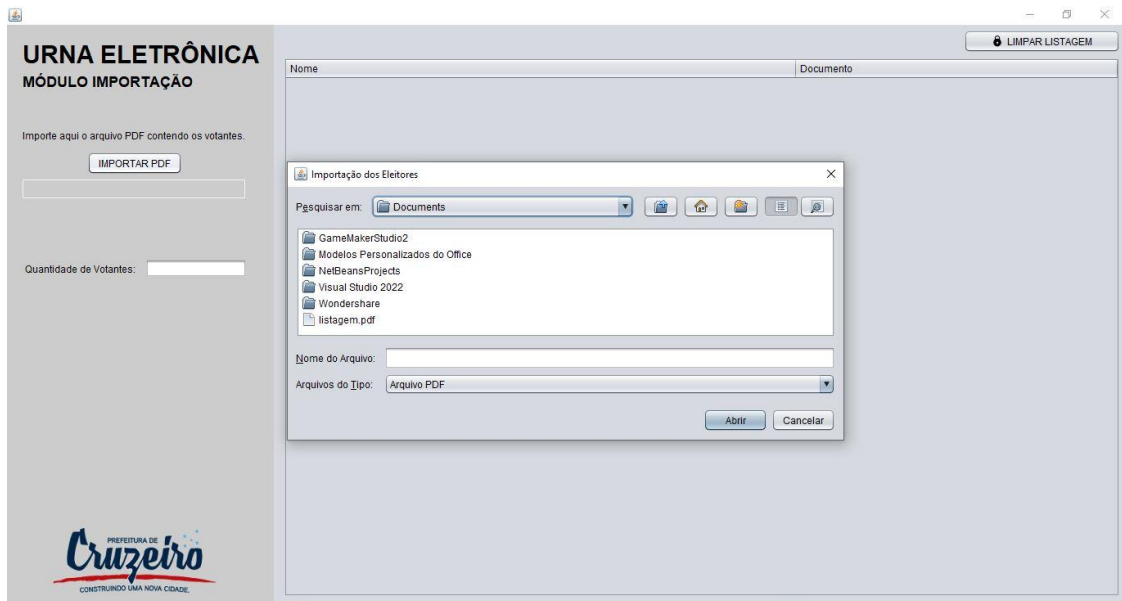 URNA ELETRÔNICA
MÓDULO IMPORTAÇÃO
Importe aqui o arquivo PDF contendo os votantes.
IMPORTAR PDF
Quantidade de Votantes:
PREFEITURA DE
Cruzeiro
CONSTRUINDO UMA NOVA CIDADE.
LIMPAR LISTAGEM
Nome Documento
Importação dos Eleitores
Pesquisar em: Documents
GameMakerStudio2
Modelos Personalizados do Office
NetBeansProjects
Visual Studio 2022
Wondershare
listagem.pdf
Nome do Arquivo:
Arquivos do Tipo: Arquivo PDF
Abrir Cancelar